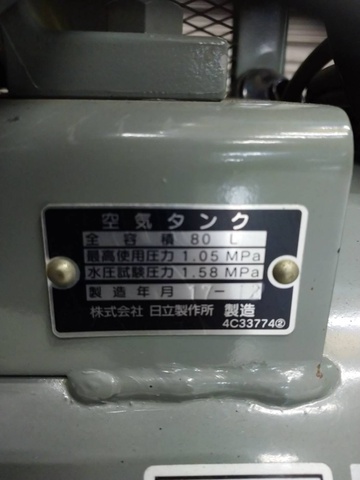 空気タンク
全容積 80 L
最高使用圧力 1.05 MPa
水圧試験圧力 1.58 MPa
製造年月
株式会社 日立製作所 製造
4C33774②